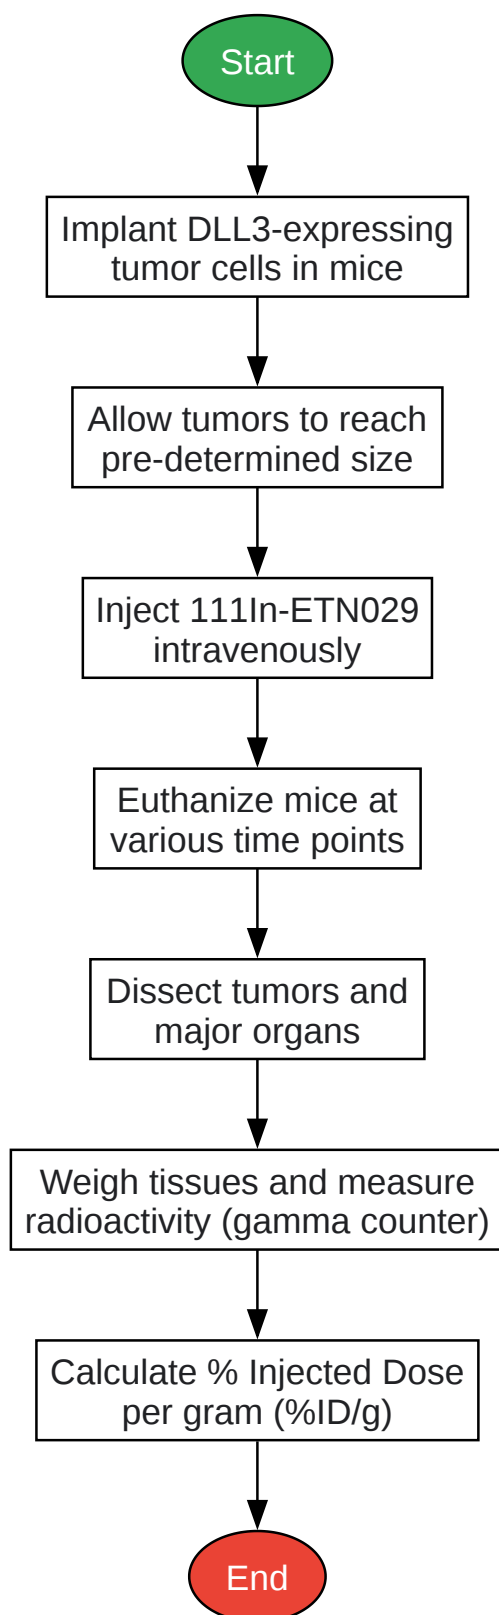 Start
Implant DLL3-expressing
tumor cells in mice
Allow tumors to reach
pre-determined size
Inject 111In-ETN029
intravenously
Euthanize mice at
various time points
Dissect tumors and
major organs
Weigh tissues and measure
radioactivity (gamma counter)
Calculate % Injected Dose
per gram (%ID/g)
End